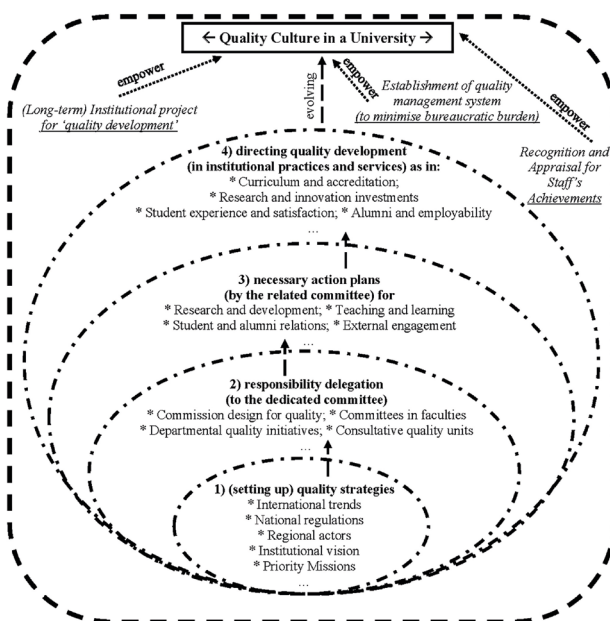 ← Quality Culture in a University →
empower
evolving
empower
empower
(Long-term) Institutional project
for ‘quality development’
Establishment of quality
management system
(to minimise bureaucratic burden)
Recognition and
Appraisal for
Staff’s
Achievements
4) directing quality development
(in institutional practices and services) as in:
* Curriculum and accreditation;
* Research and innovation investments
* Student experience and satisfaction; * Alumni and employability
...
3) necessary action plans
(by the related committee) for
* Research and development; * Teaching and learning
* Student and alumni relations; * External engagement
...
2) responsibility delegation
(to the dedicated committee)
* Commission design for quality; * Committees in faculties
* Departmental quality initiatives; * Consultative quality units
...
1) (setting up) quality strategies
* International trends
* National regulations
* Regional actors
* Institutional vision
* Priority Missions
...